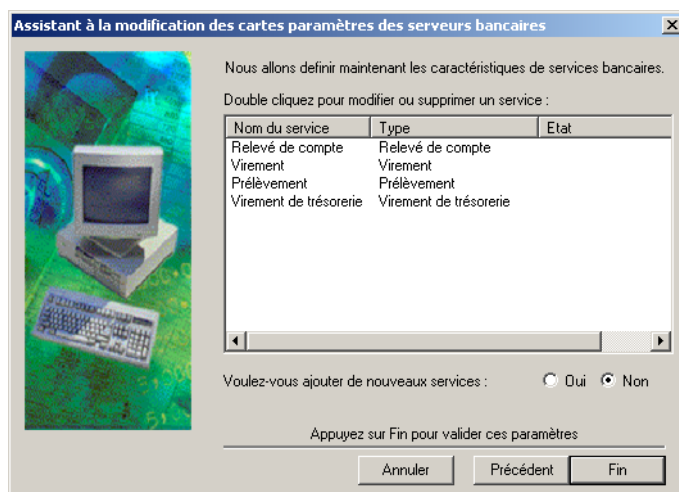 Assistant à la modification des cartes paramètres des serveurs bancaires
Nous allons definir maintenant les caractéristiques de services bancaires.
Double cliquez pour modifier ou supprimer un service :
Nom du service Type Etat
Relevé de compte Relevé de compte
Virement Virement
Prélèvement Prélèvement
Virement de trésorerie Virement de trésorerie
Voulez-vous ajouter de nouveaux services : Oui Non
Appuyez sur Fin pour valider ces paramètres
Annuler Précédent Fin